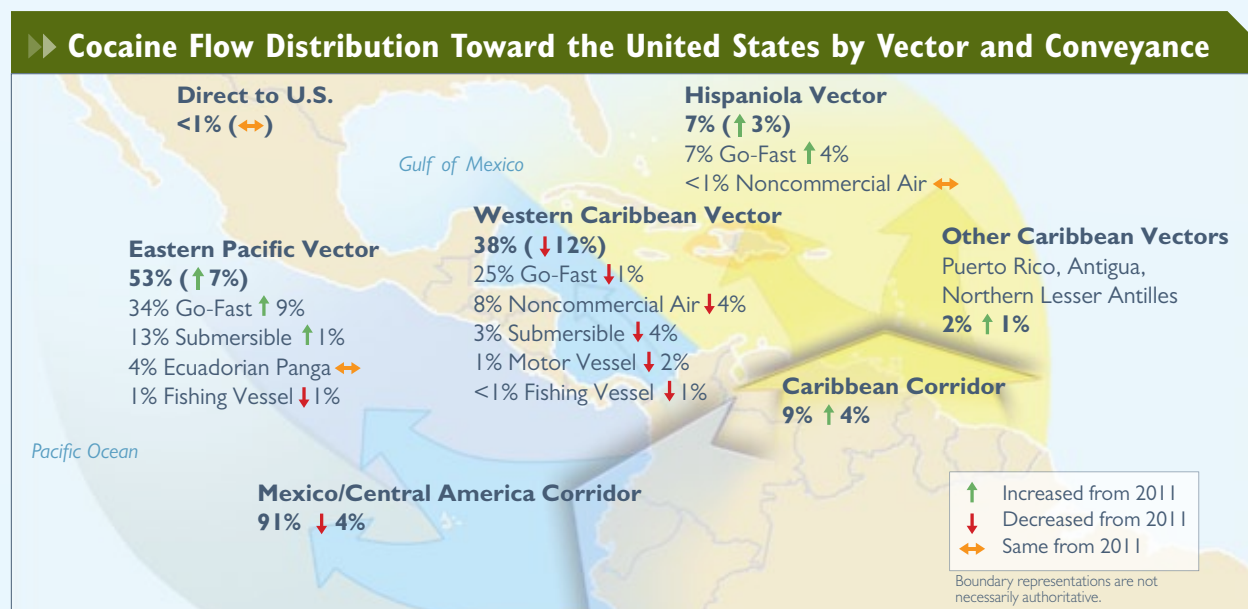 Cocaine Flow Distribution Toward the United States by Vector and Conveyance
Direct to U.S.
<1% (↔)
Hispaniola Vector
7% (↑ 3%)
7% Go-Fast ↑ 4%
<1% Noncommercial Air ↔
Gulf of Mexico
Western Caribbean Vector
38% (↓ 12%)
25% Go-Fast ↓ 1%
8% Noncommercial Air ↓ 4%
3% Submersible ↓ 4%
1% Motor Vessel ↓ 2%
<1% Fishing Vessel ↓ 1%
Eastern Pacific Vector
53% (↑ 7%)
34% Go-Fast ↑ 9%
13% Submersible ↑ 1%
4% Ecuadorian Panga ↔
1% Fishing Vessel ↓ 1%
Other Caribbean Vectors
Puerto Rico, Antigua,
Northern Lesser Antilles
2% ↑ 1%
Caribbean Corridor
9% ↑ 4%
Pacific Ocean
Mexico/Central America Corridor
91% ↓ 4%
↑ Increased from 2011
↓ Decreased from 2011
↔ Same from 2011
Boundary representations are not
necessarily authoritative.